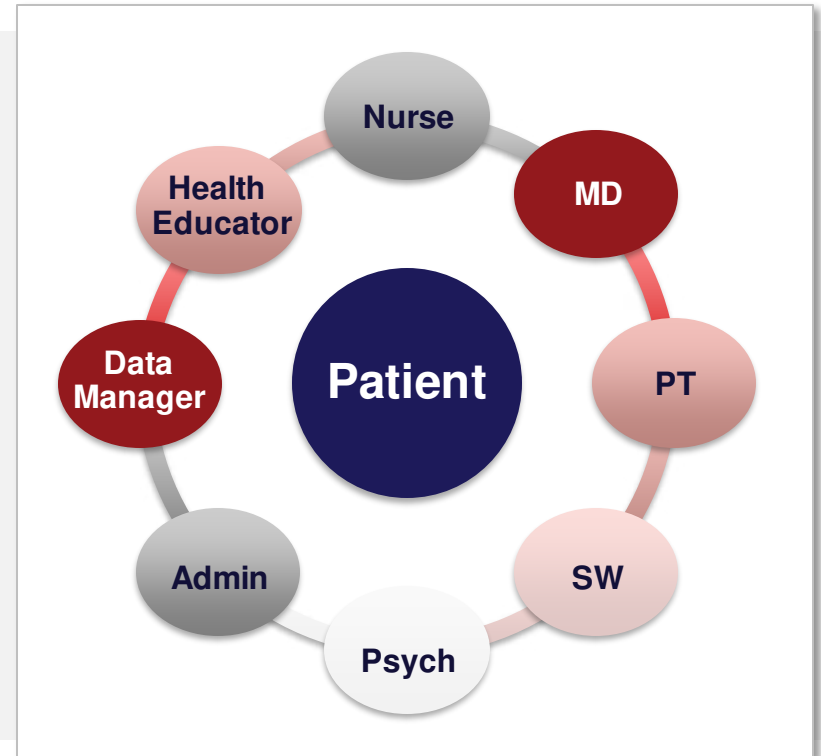 Nurse
MD
Health
Educator
Patient
PT
Data
Manager
SW
Admin
Psych